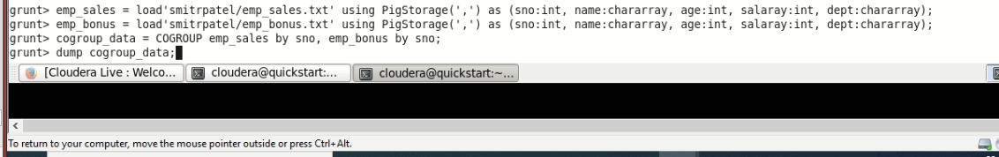 grunt> emp_sales = load'smitrpatel/emp_sales.txt' using PigStorage(',') as (sno:int, name:chararray, age:int, salaray:int, dept:chararray);
grunt> emp_bonus = load'smitrpatel/emp_bonus.txt' using PigStorage(',') as (sno:int, name:chararray, age:int, salaray:int, dept:chararray);
grunt> cogroup_data = COGROUP emp_sales by sno, emp_bonus by sno;
grunt> dump cogroup_data;
[Cloudera Live : Welco... cloudera@quickstart:... cloudera@quickstart:~...
To return to your computer, move the mouse pointer outside or press Ctrl+Alt.